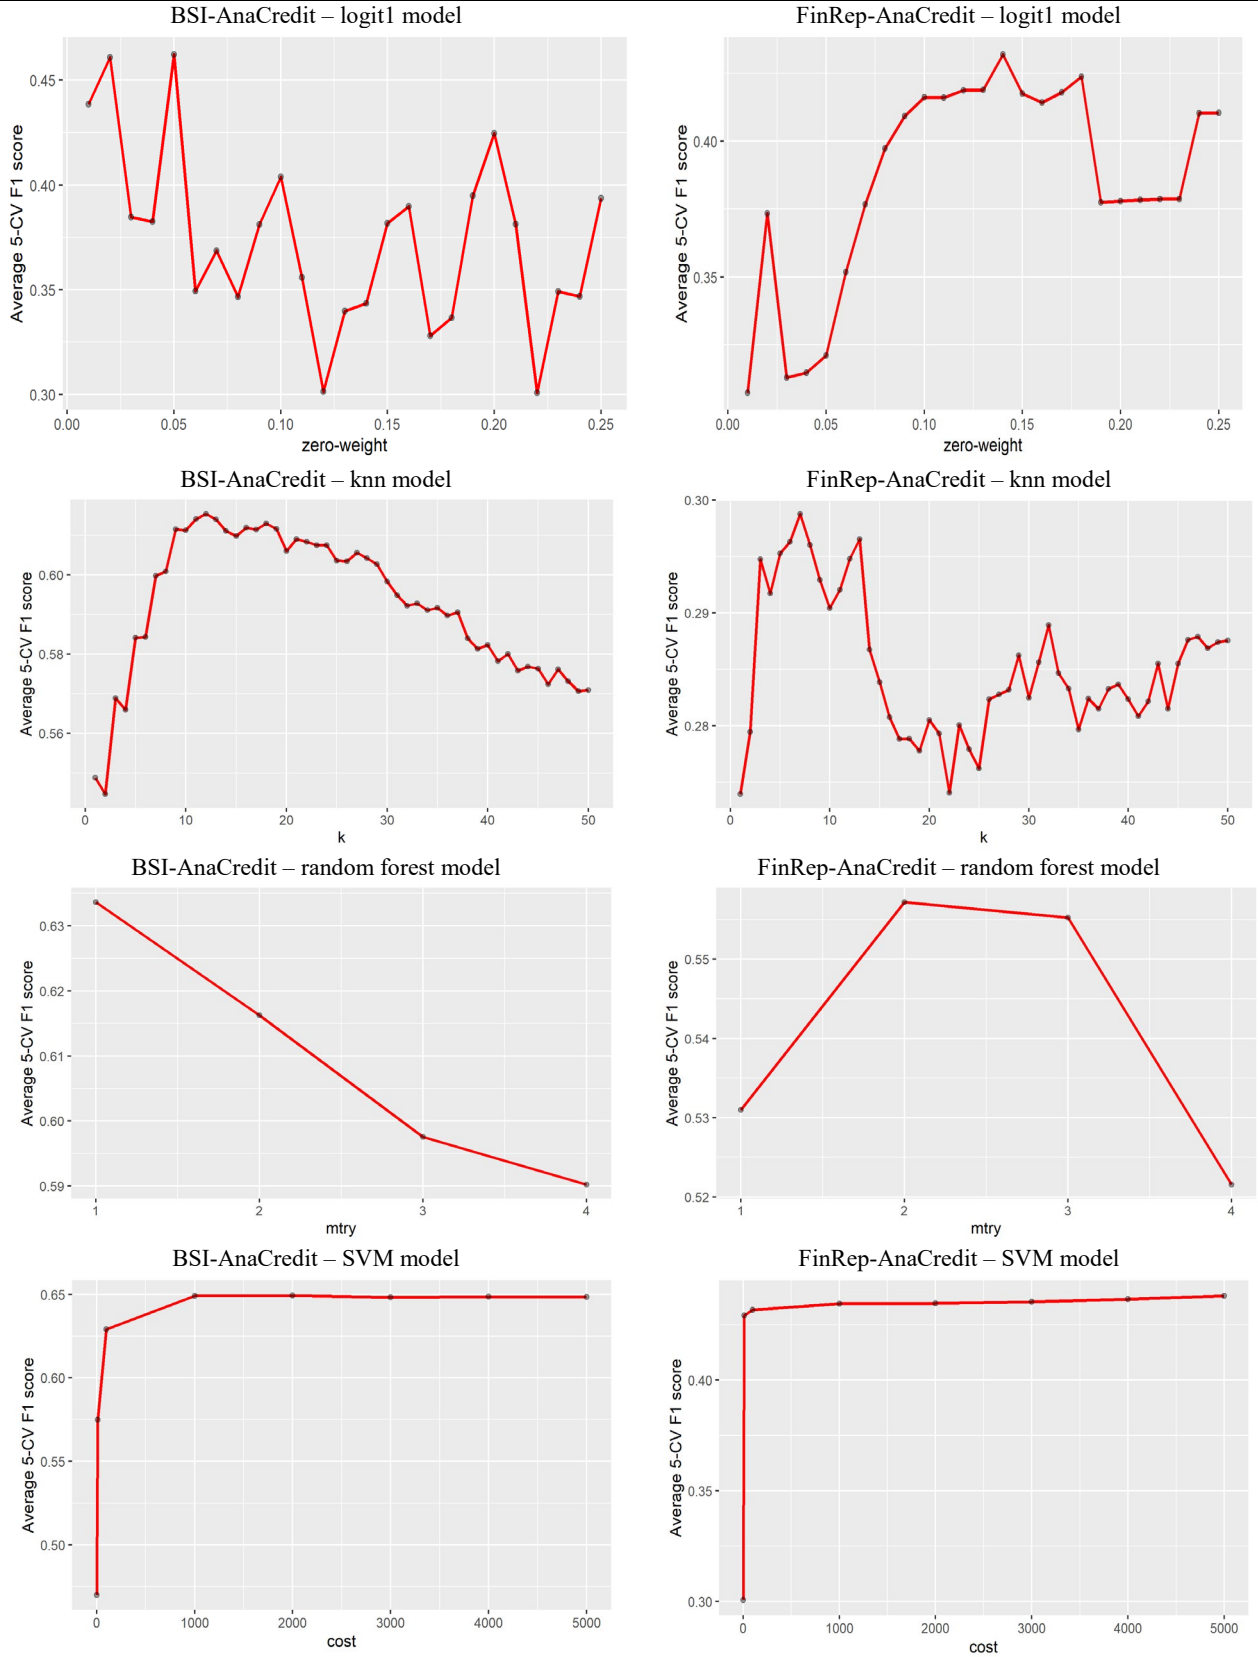 BSI-AnaCredit – logit1 model
FinRep-AnaCredit – logit1 model
Average 5-CV F1 score
0.45
0.40
0.35
0.30
0.00 0.05 0.10 0.15 0.20 0.25
zero-weight
Average 5-CV F1 score
0.40
0.35
0.00 0.05 0.10 0.15 0.20 0.25
zero-weight
BSI-AnaCredit – knn model
FinRep-AnaCredit – knn model
Average 5-CV F1 score
0.60
0.58
0.56
0 10 20 30 40 50
k
Average 5-CV F1 score
0.30
0.29
0.28
0 10 20 30 40 50
k
BSI-AnaCredit – random forest model
FinRep-AnaCredit – random forest model
Average 5-CV F1 score
0.63
0.62
0.61
0.60
0.59
1 2 3 4
mtry
Average 5-CV F1 score
0.55
0.54
0.53
0.52
1 2 3 4
mtry
BSI-AnaCredit – SVM model
FinRep-AnaCredit – SVM model
Average 5-CV F1 score
0.65
0.60
0.55
0.50
0 1000 2000 3000 4000 5000
cost
Average 5-CV F1 score
0.40
0.35
0.30
0 1000 2000 3000 4000 5000
cost